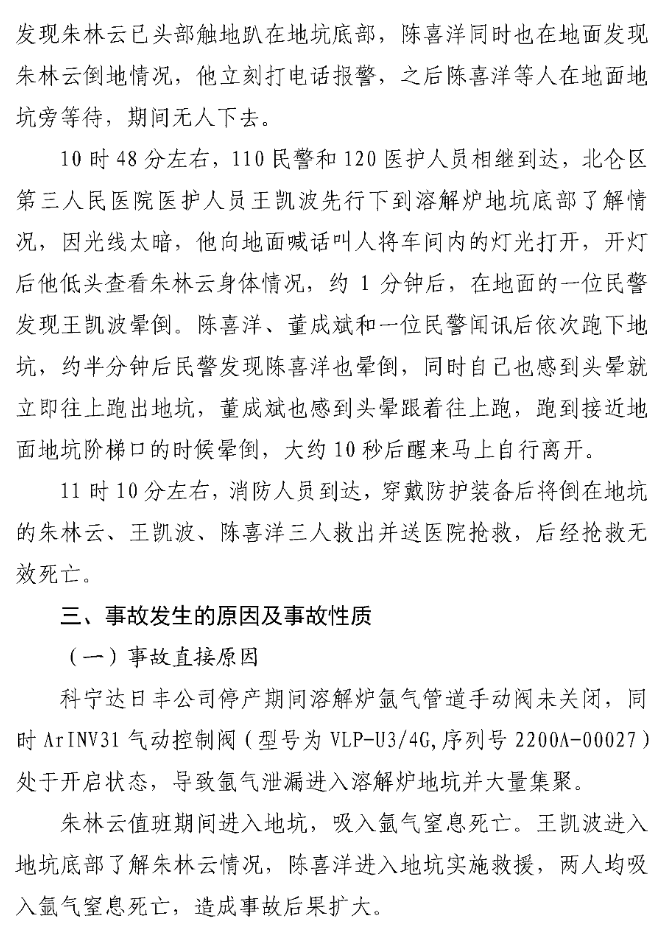 发现朱林云已头部触地趴在地坑底部，陈喜洋同时也在地面发现
朱林云倒地情况，他立刻打电话报警，之后陈喜洋等人在地面地
坑旁等待，期间无人下去。
10 时 48 分左右，110 民警和 120 医护人员相继到达，北仑区
第三人民医院医护人员王凯波先行下到溶解炉地坑底部了解情
况，因光线太暗，他向地面喊话叫人将车间内的灯光打开，开灯
后他低头查看朱林云身体情况，约 1 分钟后，在地面的一位民警
发现王凯波晕倒。陈喜洋、董成斌和一位民警闻讯后依次跑下地
坑，约半分钟后民警发现陈喜洋也晕倒，同时自己也感到头晕就
立即往上跑出地坑，董成斌也感到头晕跟着往上跑，跑到接近地
面地坑阶梯口的时候晕倒，大约 10 秒后醒来马上自行离开。
11 时 10 分左右，消防人员到达，穿戴防护装备后将倒在地坑
的朱林云、王凯波、陈喜洋三人救出并送医院抢救，后经抢救无
效死亡。
三、事故发生的原因及事故性质
（一）事故直接原因
科宁达日丰公司停产期间溶解炉氩气管道手动阀未关闭，同
时 ArINV31 气动控制阀（型号为 VLP-U3/4G,序列号 2200A-00027）
处于开启状态，导致氩气泄漏进入溶解炉地坑并大量集聚。
朱林云值班期间进入地坑，吸入氩气窒息死亡。王凯波进入
地坑底部了解朱林云情况，陈喜洋进入地坑实施救援，两人均吸
入氩气窒息死亡，造成事故后果扩大。